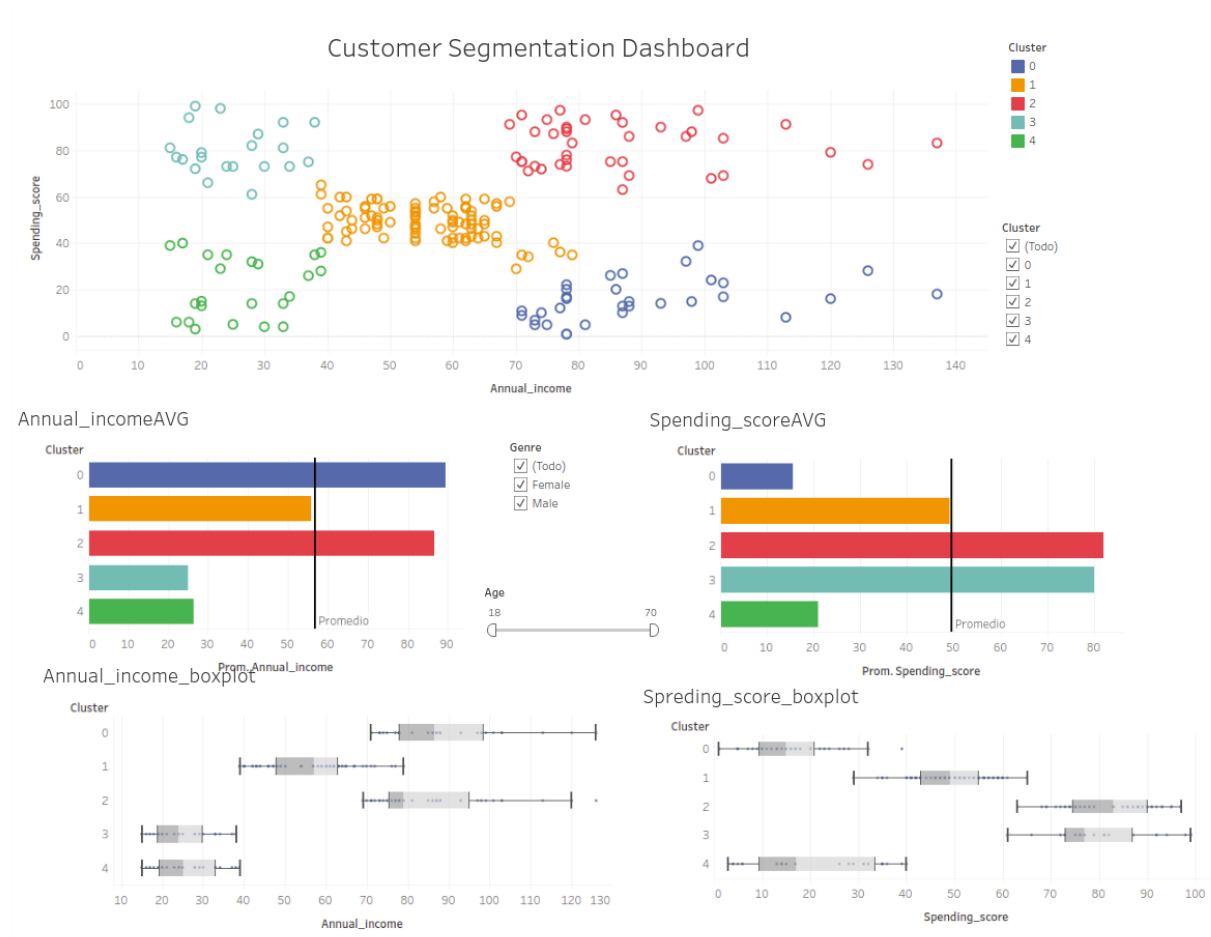 Customer Segmentation Dashboard
Cluster
0
1
2
3
4
Spending_score
100
80
60
40
20
0
0 10 20 30 40 50 60 70 80 90 100 110 120 130 140
Annual_income
Cluster
(Todo)
0
1
2
3
4
Annual_incomeAVG
Cluster
0
1
2
3
4
Promedio
0 10 20 30 40 50 60 70 80 90
Prom. Annual_income
Genre
(Todo)
Female
Male
Age
18 70
Spending_scoreAVG
Cluster
0
1
2
3
4
Promedio
0 10 20 30 40 50 60 70 80
Prom. Spending_score
Annual_income_boxplot
Cluster
0
1
2
3
4
10 20 30 40 50 60 70 80 90 100 110 120 130
Annual_income
Spreding_score_boxplot
Cluster
0
1
2
3
4
0 10 20 30 40 50 60 70 80 90 100
Spending_score